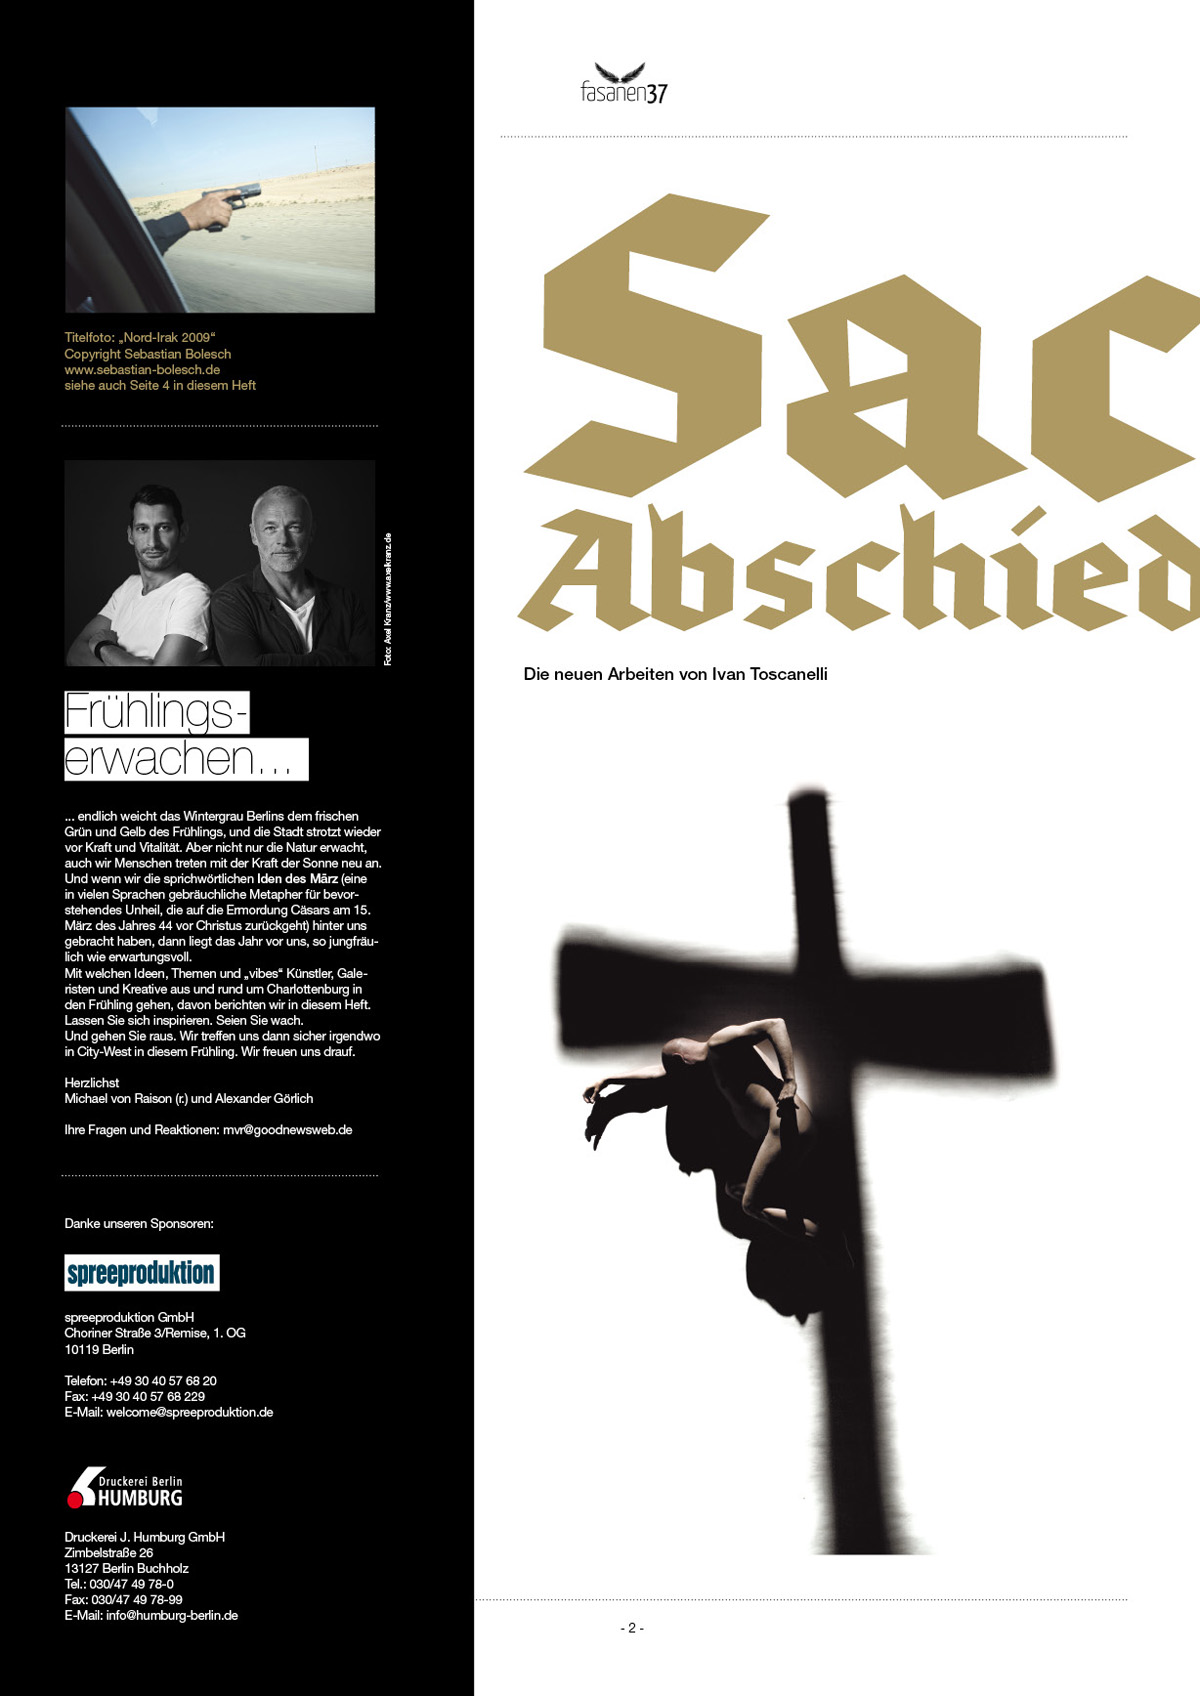 Titelfoto: „Nord-Irak 2009“
Copyright Sebastian Bolesch
www.sebastian-bolesch.de
siehe auch Seite 4 in diesem Heft
Foto: Axel Kranz/www.axelkranz.de
Frühlings-
erwachen...
... endlich weicht das Wintergrau Berlins dem frischen
Grün und Gelb des Frühlings, und die Stadt strotzt wieder
vor Kraft und Vitalität. Aber nicht nur die Natur erwacht,
auch wir Menschen treten mit der Kraft der Sonne neu an.
Und wenn wir die sprichwörtlichen Iden des März (eine
in vielen Sprachen gebräuchliche Metapher für bevor-
stehendes Unheil, die auf die Ermordung Cäsars am 15.
März des Jahres 44 vor Christus zurückgeht) hinter uns
gebracht haben, dann liegt das Jahr vor uns, so jungfräu-
lich wie erwartungsvoll.
Mit welchen Ideen, Themen und „vibes“ Künstler, Gale-
risten und Kreative aus und rund um Charlottenburg in
den Frühling gehen, davon berichten wir in diesem Heft.
Lassen Sie sich inspirieren. Seien Sie wach.
Und gehen Sie raus. Wir treffen uns dann sicher irgendwo
in City-West in diesem Frühling. Wir freuen uns drauf.
Herzlichst
Michael von Raison (r.) und Alexander Görlich
Ihre Fragen und Reaktionen: mvr@goodnewsweb.de
Danke unseren Sponsoren:
spreeproduktion
spreeproduktion GmbH
Choriner Straße 3/Remise, 1. OG
10119 Berlin
Telefon: +49 30 40 57 68 20
Fax: +49 30 40 57 68 229
E-Mail: welcome@spreeproduktion.de
Druckerei Berlin
HUMBURG
Druckerei J. Humburg GmbH
Zimbelstraße 26
13127 Berlin Buchholz
Tel.: 030/47 49 78-0
Fax: 030/47 49 78-99
E-Mail: info@humburg-berlin.de
fasanen37
Sac
Abschied
Die neuen Arbeiten von Ivan Toscanelli
- 2 -